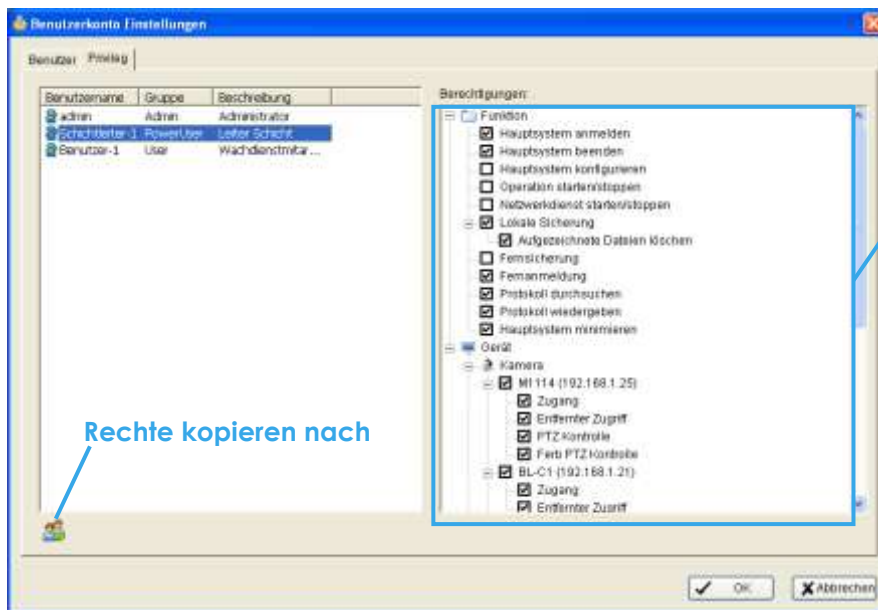 Benutzerkonto Einstellungen
Benutzer Privileg
Benutzername Gruppe Beschreibung
admin Admin Administrator
Schichtleiter-1 PowerUser Leiter Schicht
Benutzer-1 User Wachdienstmitar...
Rechte kopieren nach
Berechtigungen:
Funktion
Hauptsystem anmelden
Hauptsystem beenden
Hauptsystem konfigurieren
Operation starten/stoppen
Netzwerkdienst starten/stoppen
Lokale Sicherung
Aufgezeichnete Dateien löschen
Fernsicherung
Fernanmeldung
Protokoll durchsuchen
Protokoll wiedergeben
Hauptsystem minimieren
Gerät
Kamera
MI114 (192.168.1.25)
Zugang
Entfernter Zugriff
PTZ Kontrolle
Ferb PTZ Kontrolle
BL-C1 (192.168.1.21)
Zugang
Entfernter Zugriff
OK
Abbrechen